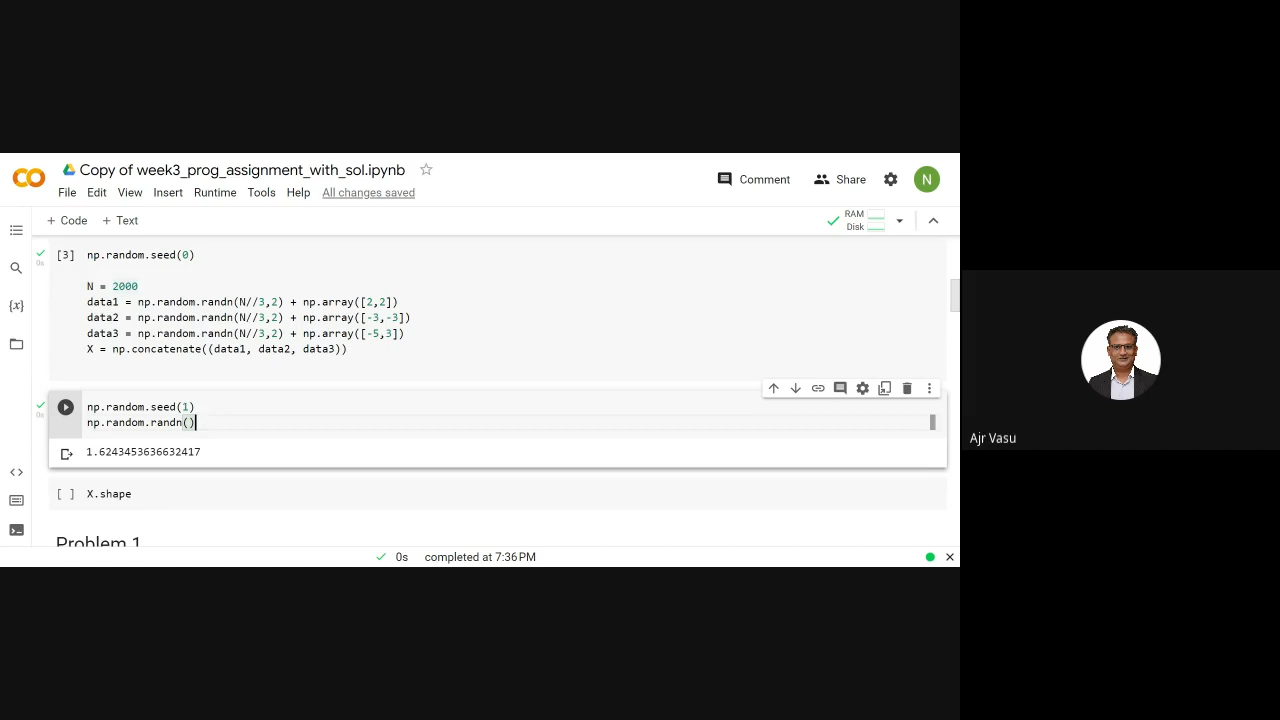 Copy of week3_prog_assignment_with_sol.ipynb
File Edit View Insert Runtime Tools Help All changes saved
Comment Share N
+ Code + Text
RAM
Disk
[3] np.random.seed(0)
0s
N = 2000
data1 = np.random.randn(N//3,2) + np.array([2,2])
data2 = np.random.randn(N//3,2) + np.array([-3,-3])
data3 = np.random.randn(N//3,2) + np.array([-5,3])
X = np.concatenate((data1, data2, data3))
np.random.seed(1)
0s
np.random.randn()
1.6243453636632417
[ ] X.shape
Problem 1
0s completed at 7:36 PM
Ajr Vasu